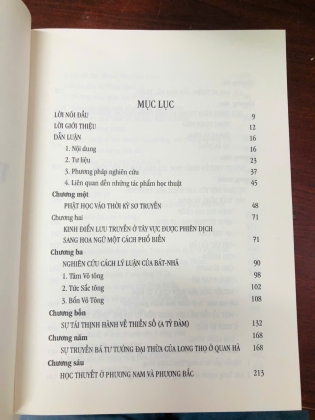 MỤC LỤC
LỜI NÓI ĐẦU 9
LỜI GIỚI THIỆU 12
DẪN LUẬN 16
1. Nội dung 16
2. Tư liệu 23
3. Phương pháp nghiên cứu 37
4. Liên quan đến những tác phẩm học thuật 45
Chương một
PHẬT HỌC VÀO THỜI KỲ SƠ TRUYỀN 48
Chương hai 71
KINH ĐIỂN LƯU TRUYỀN Ở TÂY VỰC ĐƯỢC PHIÊN DỊCH
SANG HOA NGỮ MỘT CÁCH PHỔ BIẾN 71
Chương ba
NGHIÊN CỨU CÁCH LÝ LUẬN CỦA BÁT-NHÃ 90
1. Tâm Vô tông 98
2. Tức Sắc tông 102
3. Bổn Vô Tông 108
Chương bốn
SỰ TÁI THỊNH HÀNH VỀ THIỀN SỐ (A TỲ ĐÀM) 132
Chương năm 168
SỰ TRUYỀN BÁ TƯ TƯỞNG ĐẠI THỪA CỦA LONG THỌ Ở QUAN HÀ 168
Chương sáu
HỌC THUYẾT Ở PHƯƠNG NAM VÀ PHƯƠNG BẮC 213